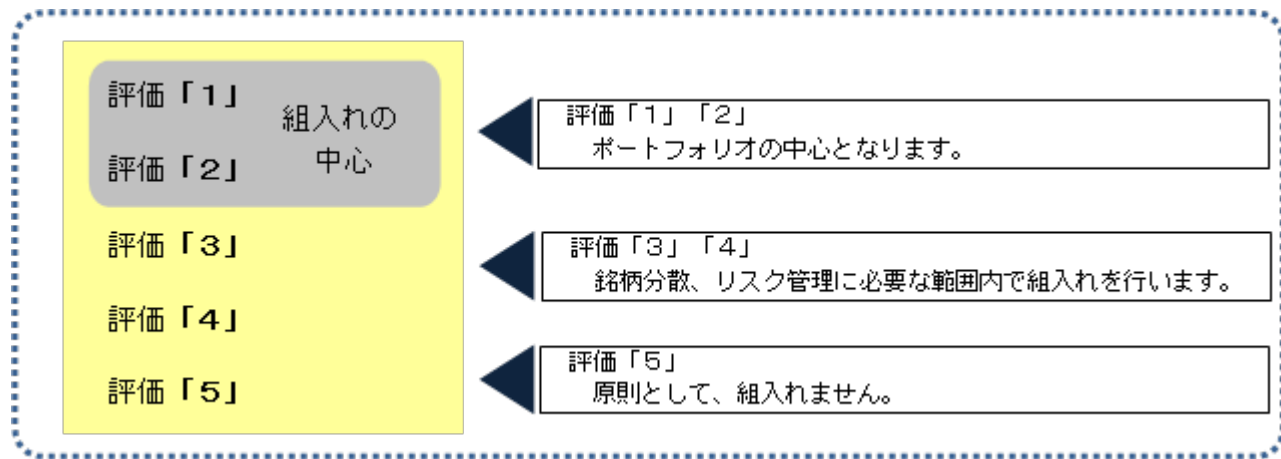 評価「1」
組入れの
中心
評価「2」
評価「3」
評価「4」
評価「5」
評価「1」「2」
ポートフォリオの中心となります。
評価「3」「4」
銘柄分散、リスク管理に必要な範囲内で組入れを行います。
評価「5」
原則として、組入れません。